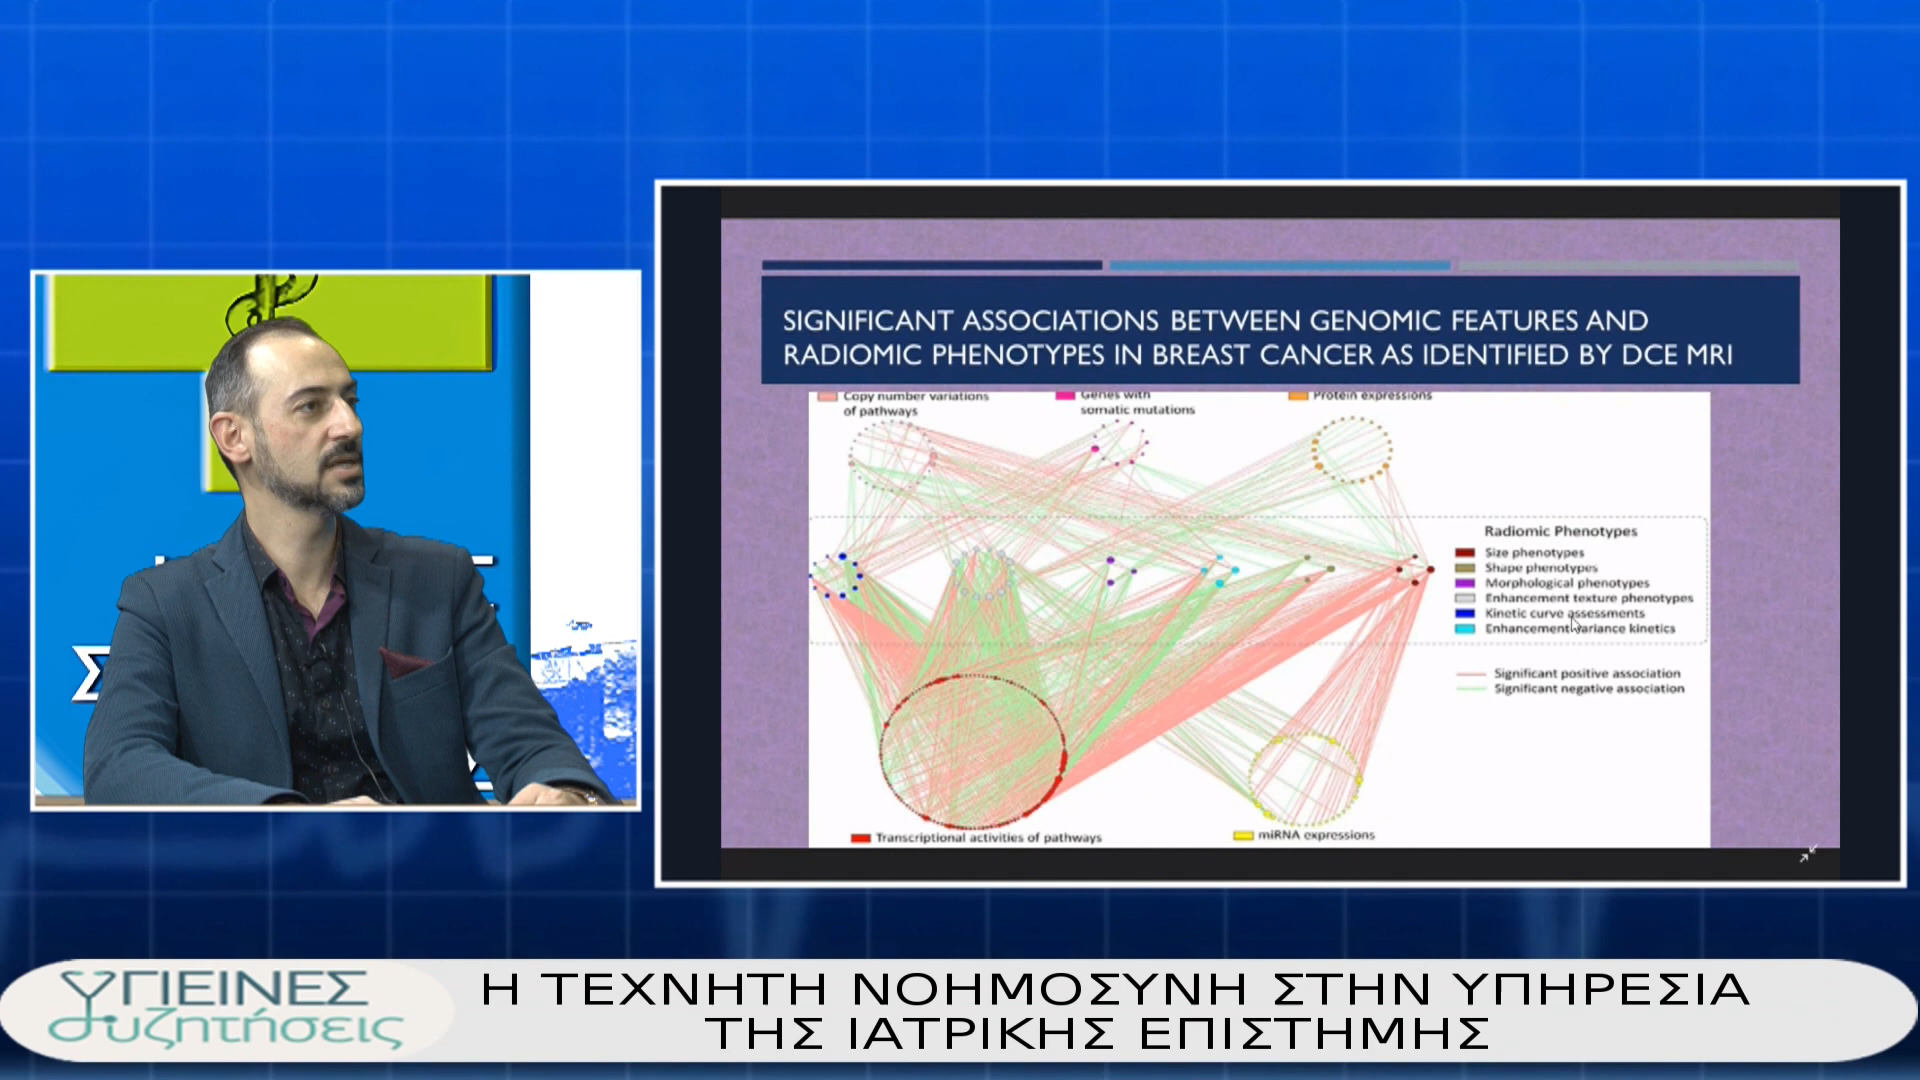 SIGNIFICANT ASSOCIATIONS BETWEEN GENOMIC FEATURES AND
RADIOMIC PHENOTYPES IN BREAST CANCER AS IDENTIFIED BY DCE MRI
Copy number variations
of pathways
Genes with
somatic mutations
Protein expressions
Radiomic Phenotypes
Size phenotypes
Shape phenotypes
Morphological phenotypes
Enhancement texture phenotypes
Kinetic curve assessments
Enhancement variance kinetics
Significant positive association
Significant negative association
Transcriptional activities of pathways
miRNA expressions
Σ
ΥΓΙΕΙΝΕΣ
συζητήσεις
Η ΤΕΧΝΗΤΗ ΝΟΗΜΟΣΥΝΗ ΣΤΗΝ ΥΠΗΡΕΣΙΑ
ΤΗΣ ΙΑΤΡΙΚΗΣ ΕΠΙΣΤΗΜΗΣ